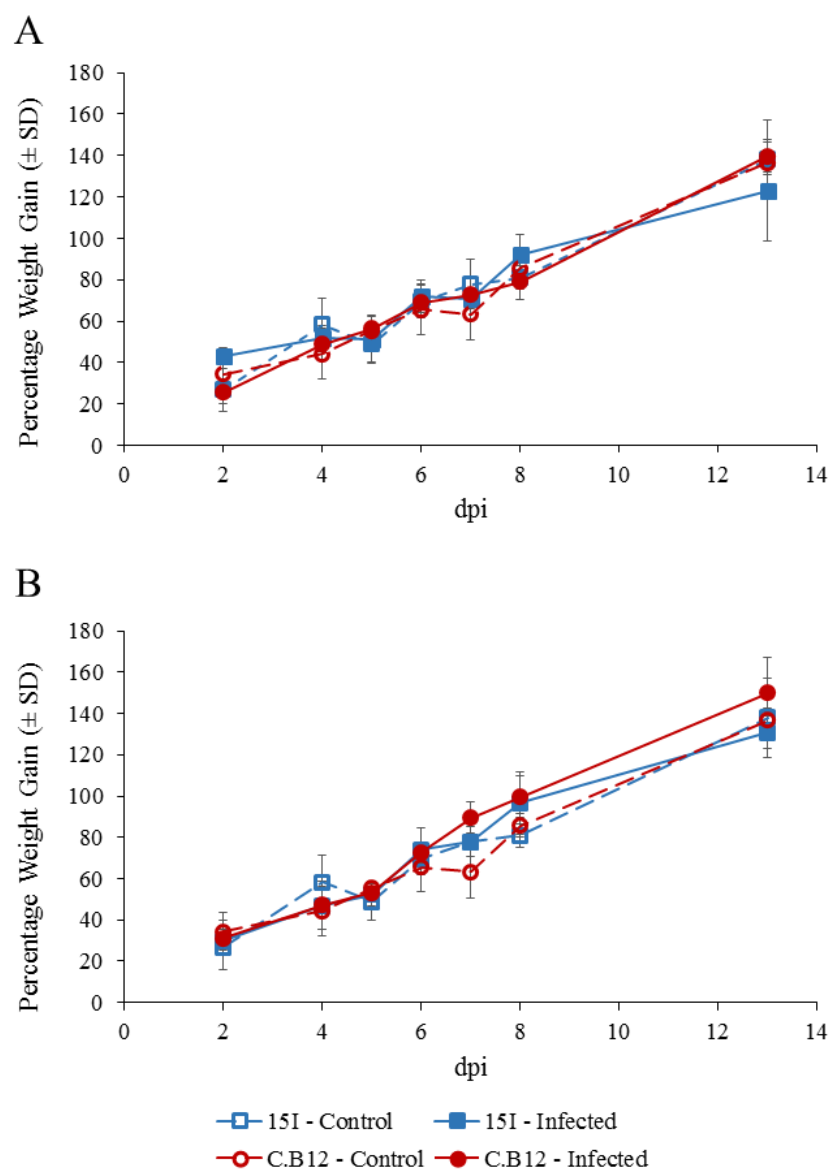 A
Percentage Weight Gain (± SD)
180
160
140
120
100
80
60
40
20
0
0 2 4 6 8 10 12 14
dpi
B
Percentage Weight Gain (± SD)
180
160
140
120
100
80
60
40
20
0
0 2 4 6 8 10 12 14
dpi
15I - Control 15I - Infected
C.B12 - Control C.B12 - Infected